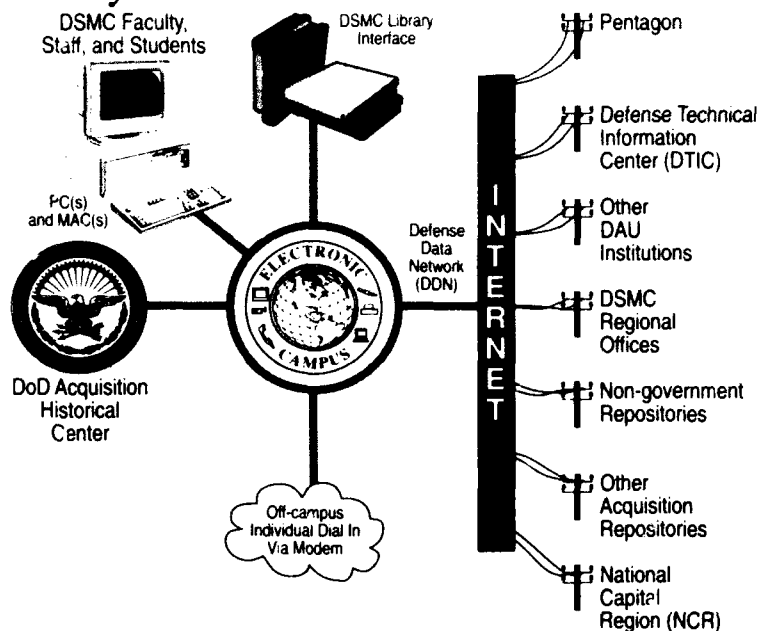 DSMC Faculty,
Staff, and Students
DSMC Library
Interface
PC(s)
and MAC(s)
ELECTRONIC
CAMPUS
Defense
Data
Network
(DDN)
INTERNET
DoD Acquisition
Historical
Center
Off-campus
Individual Dial In
Via Modem
Pentagon
Defense Technical
Information
Center (DTIC)
Other
DAU
Institutions
DSMC
Regional
Offices
Non-government
Repositories
Other
Acquisition
Repositories
National
Capital
Region (NCR)